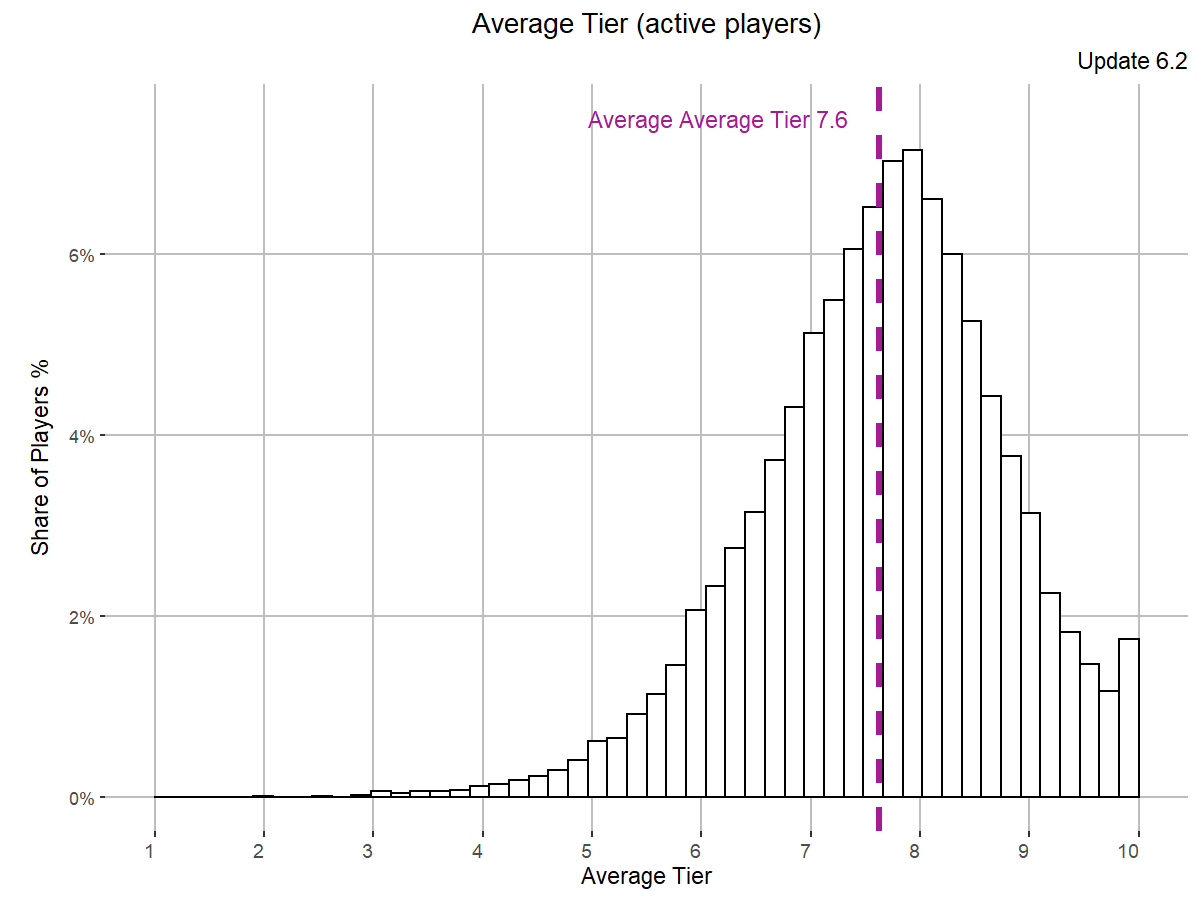 Average Tier (active players)
Update 6.2
Average Average Tier 7.6
Share of Players %
6%
4%
2%
0%
1 2 3 4 5 6 7 8 9 10
Average Tier